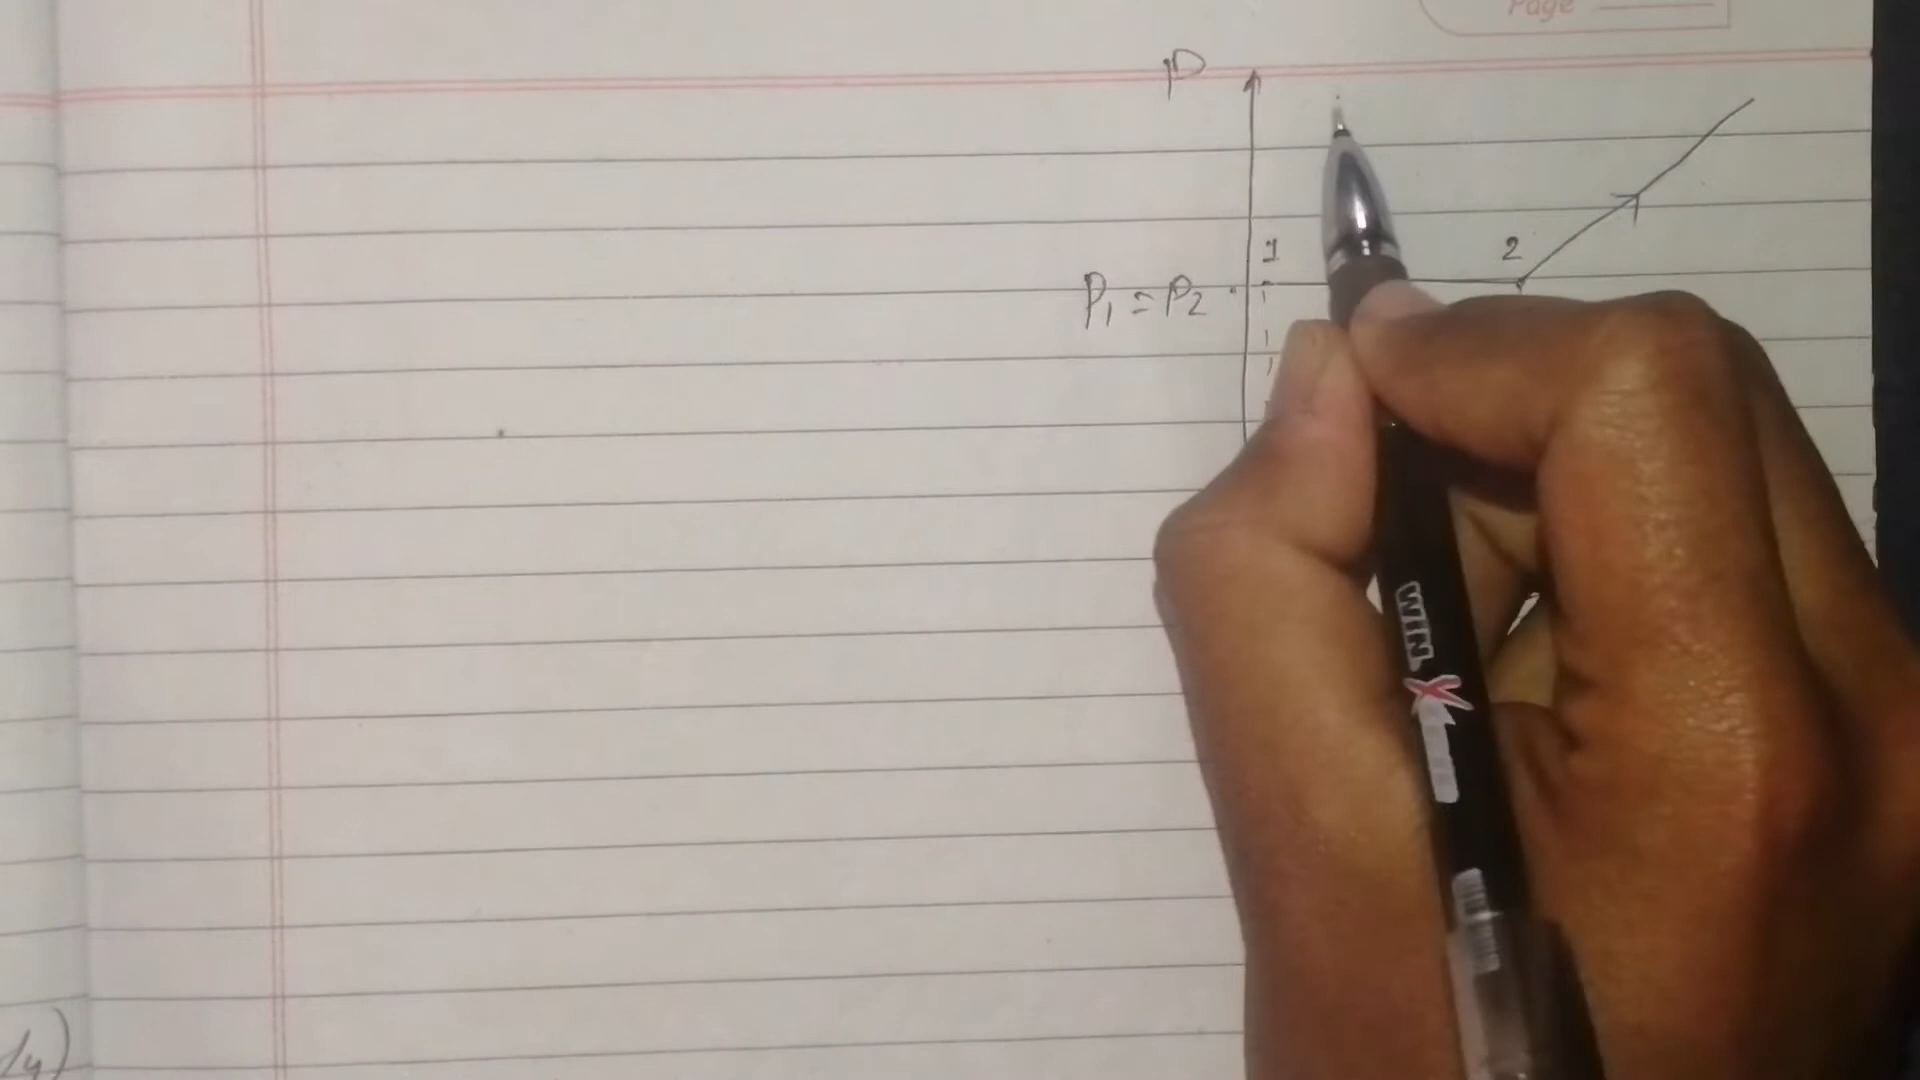 Page
P
1 2
P₁ = P₂
WIN
X